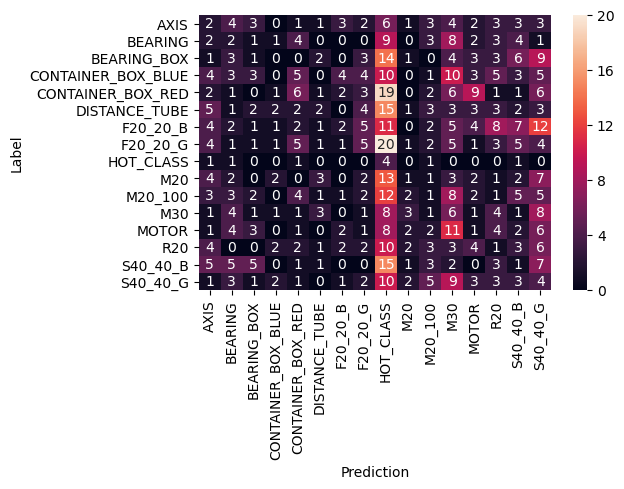 AXIS 2 4 3 0 1 1 3 2 6 1 3 4 2 3 3 3
BEARING 2 2 1 1 4 0 0 0 9 0 3 8 2 3 4 1
BEARING_BOX 1 3 1 0 0 2 0 3 14 1 0 4 3 3 6 9
CONTAINER_BOX_BLUE 4 3 3 0 5 0 4 4 10 0 1 10 3 5 3 5
CONTAINER_BOX_RED 2 1 0 1 6 1 2 3 19 0 2 6 9 1 1 6
DISTANCE_TUBE 5 1 2 2 2 2 0 4 15 1 3 3 3 3 2 3
F20_20_B 4 2 1 1 2 1 2 5 11 0 2 5 4 8 7 12
F20_20_G 4 1 1 1 5 1 1 5 20 1 2 5 1 3 5 4
HOT_CLASS 1 1 0 0 1 0 0 0 4 0 1 0 0 0 1 0
M20 4 2 0 2 0 3 0 2 13 1 1 3 2 1 2 7
M20_100 3 3 2 0 4 1 1 2 12 1 2 8 2 1 5 5
M30 1 4 1 1 1 3 0 1 8 3 1 6 1 4 1 8
MOTOR 1 4 3 0 1 0 2 1 8 2 2 11 1 4 2 6
R20 4 0 0 2 2 1 2 2 10 2 3 3 4 1 3 6
S40_40_B 5 5 5 0 1 1 0 0 15 1 3 2 0 3 1 7
S40_40_G 1 3 1 2 1 0 1 2 10 2 5 9 3 3 3 4
Label
AXIS BEARING BEARING_BOX CONTAINER_BOX_BLUE CONTAINER_BOX_RED DISTANCE_TUBE F20_20_B F20_20_G HOT_CLASS M20 M20_100 M30 MOTOR R20 S40_40_B S40_40_G
Prediction
20
16
12
8
4
0